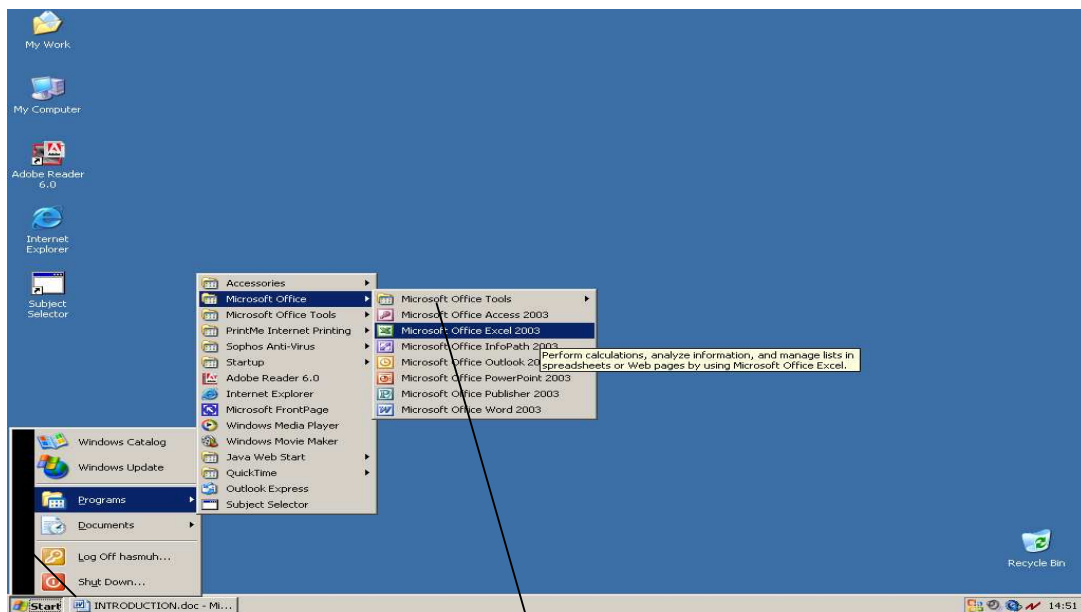 My Work
My Computer
Adobe Reader
6.0
Internet
Explorer
Subject
Selector
Accessories
Microsoft Office
Microsoft Office Tools
PrintMe Internet Printing
Sophos Anti-Virus
Startup
Adobe Reader 6.0
Internet Explorer
Microsoft FrontPage
Windows Media Player
Windows Movie Maker
Java Web Start
QuickTime
Outlook Express
Subject Selector
Microsoft Office Tools
Microsoft Office Access 2003
Microsoft Office Excel 2003
Microsoft Office InfoPath 2003
Microsoft Office Outlook 20
Microsoft Office PowerPoint 2003
Microsoft Office Publisher 2003
Microsoft Office Word 2003
Perform calculations, analyze information, and manage lists in
spreadsheets or Web pages by using Microsoft Office Excel.
Windows Catalog
Windows Update
Programs
Documents
Log Off hasmuh...
Shut Down...
Recycle Bin
Start
INTRODUCTION.doc - Mi...
14:51